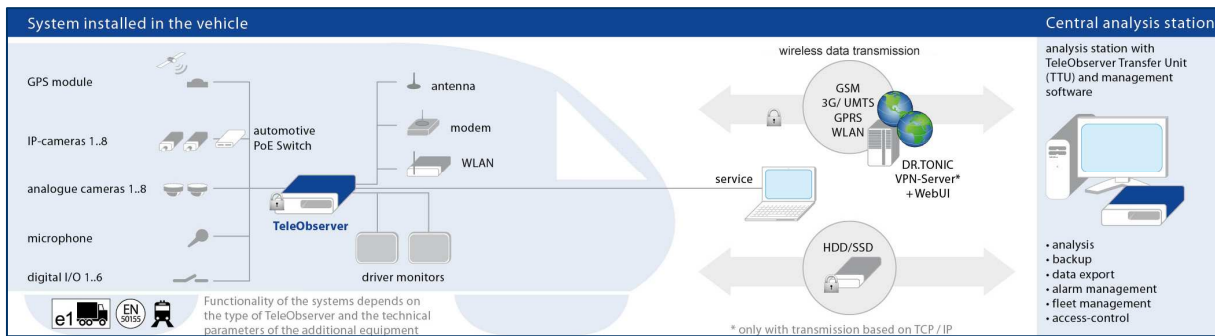 System installed in the vehicle
Central analysis station
GPS module
IP-cameras 1..8
automotive
PoE Switch
analogue cameras 1..8
microphone
digital I/O 1..6
TeleObserver
antenna
modem
WLAN
driver monitors
e1
EN
50155
Functionality of the systems depends on
the type of TeleObserver and the technical
parameters of the additional equipment
wireless data transmission
GSM
3G/ UMTS
GPRS
WLAN
DR.TONIC
VPN-Server*
+WebUI
service
HDD/SSD
* only with transmission based on TCP / IP
analysis station with
TeleObserver Transfer Unit
(TTU) and management
software
• analysis
• backup
• data export
• alarm management
• fleet management
• access-control